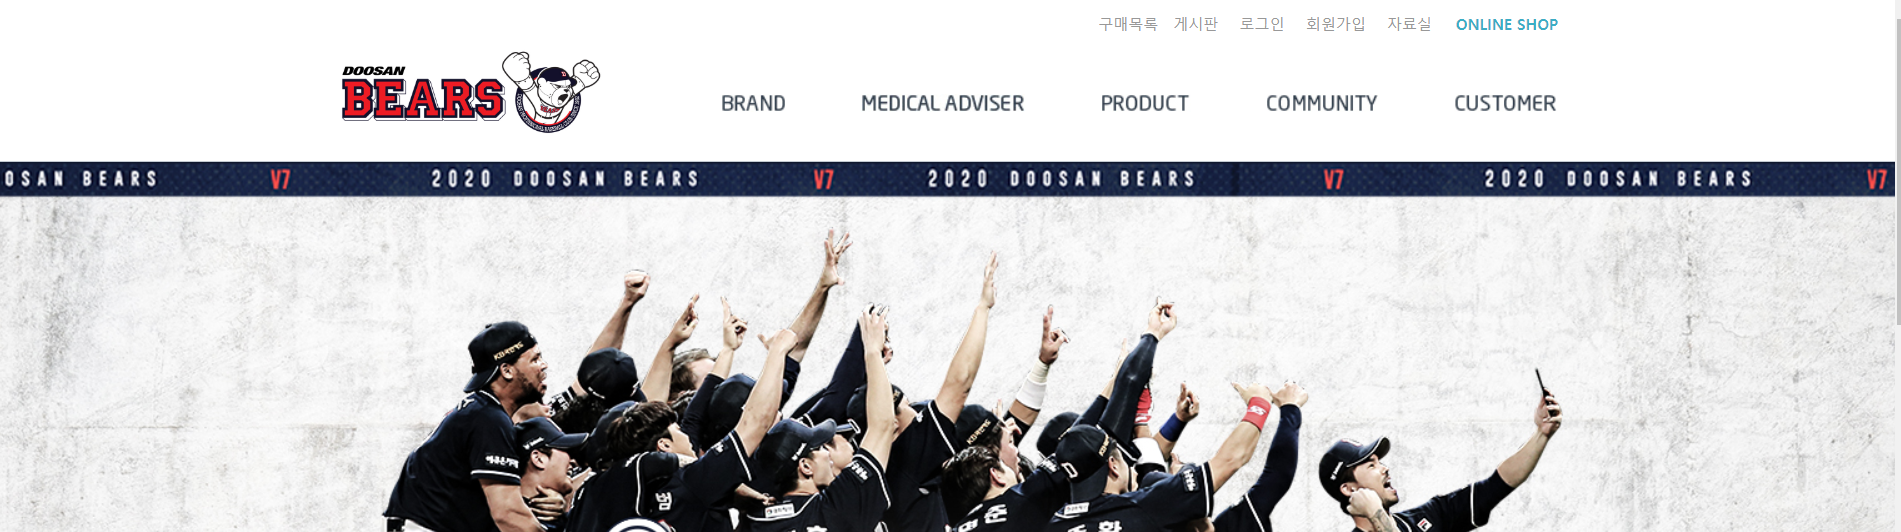 구매목록 게시판 로그인 회원가입 자료실 ONLINE SHOP
DOOSAN
BEARS
BRAND MEDICAL ADVISER PRODUCT COMMUNITY CUSTOMER
OSAN BEARS V7 2020 DOOSAN BEARS V7 2020 DOOSAN BEARS V7 2020 DOOSAN BEARS V7